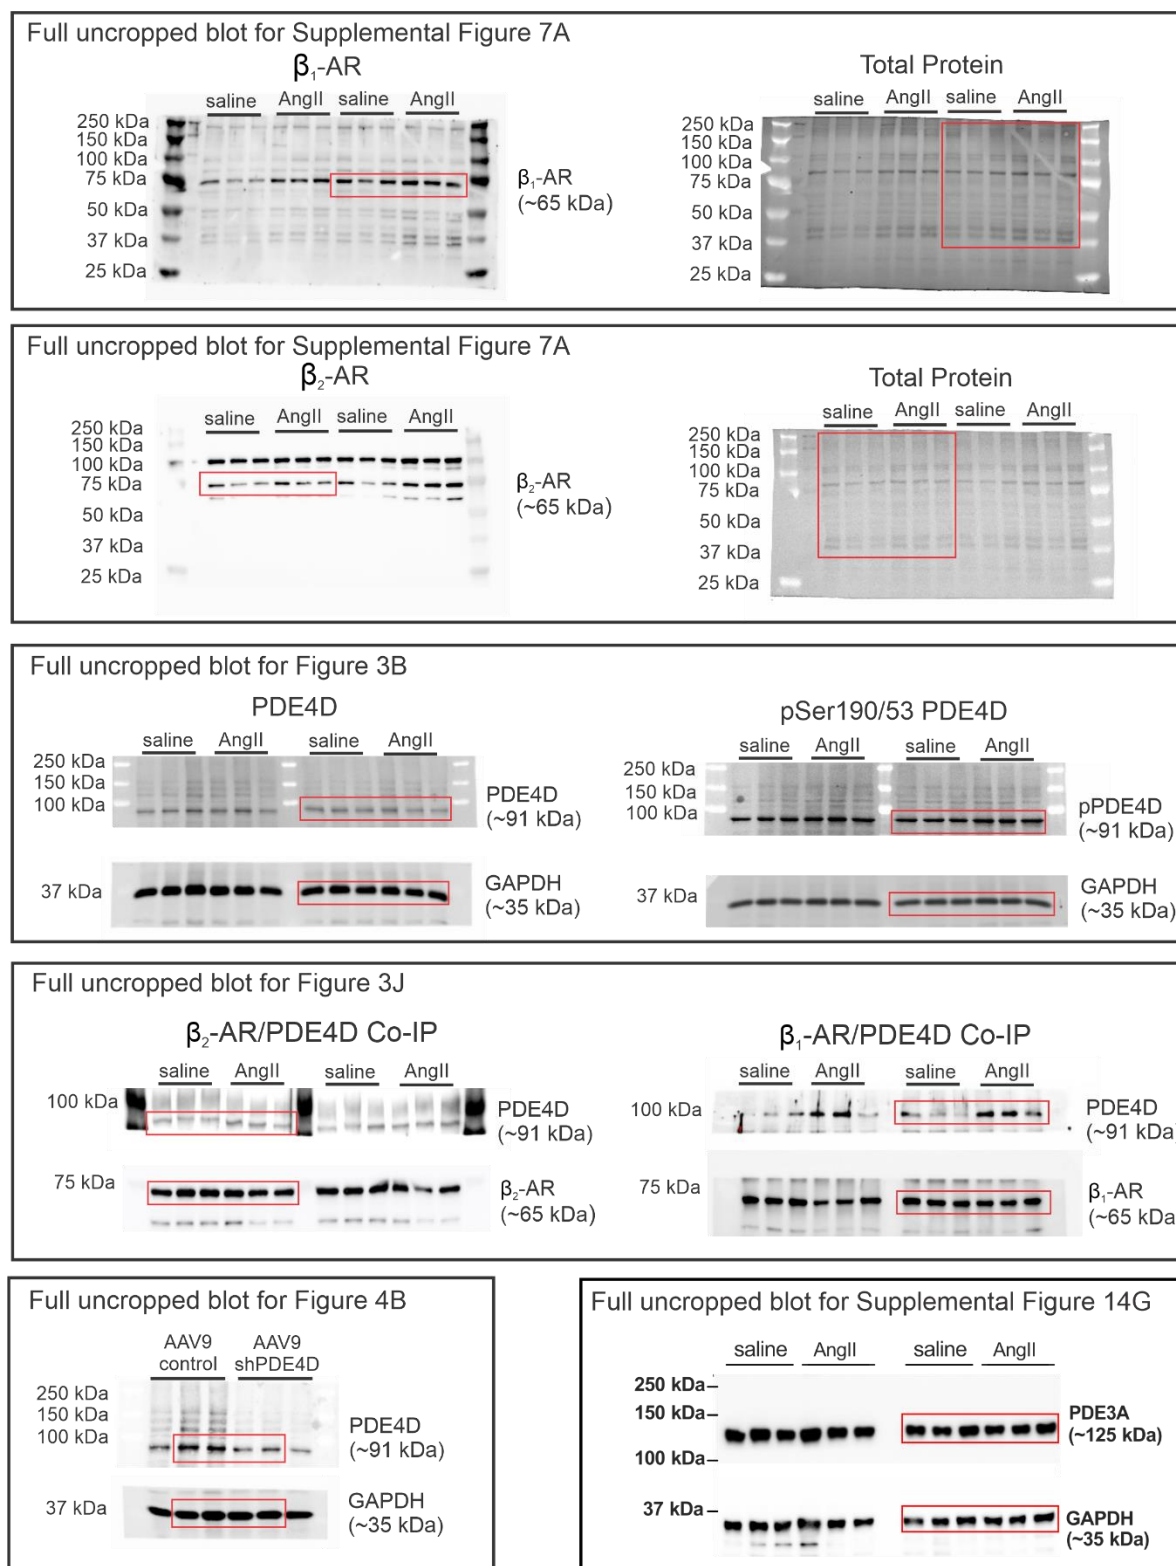 Full uncropped blot for Supplemental Figure 7A
β₁-AR
Total Protein
saline AngII saline AngII
saline AngII saline AngII
250 kDa
150 kDa
100 kDa
75 kDa
50 kDa
37 kDa
25 kDa
β₁-AR
(~65 kDa)
250 kDa
150 kDa
100 kDa
75 kDa
50 kDa
37 kDa
25 kDa
Full uncropped blot for Supplemental Figure 7A
β₂-AR
Total Protein
saline AngII saline AngII
saline AngII saline AngII
250 kDa
150 kDa
100 kDa
75 kDa
50 kDa
37 kDa
25 kDa
β₂-AR
(~65 kDa)
250 kDa
150 kDa
100 kDa
75 kDa
50 kDa
37 kDa
25 kDa
Full uncropped blot for Figure 3B
PDE4D
saline AngII saline AngII
250 kDa
150 kDa
100 kDa
PDE4D
(~91 kDa)
37 kDa
GAPDH
(~35 kDa)
pSer190/53 PDE4D
saline AngII saline AngII
250 kDa
150 kDa
100 kDa
pPDE4D
(~91 kDa)
37 kDa
GAPDH
(~35 kDa)
Full uncropped blot for Figure 3J
β₂-AR/PDE4D Co-IP
saline AngII saline AngII
100 kDa
PDE4D
(~91 kDa)
75 kDa
β₂-AR
(~65 kDa)
β₁-AR/PDE4D Co-IP
saline AngII saline AngII
100 kDa
PDE4D
(~91 kDa)
75 kDa
β₁-AR
(~65 kDa
Full uncropped blot for Figure 4B
AAV9 AAV9
control shPDE4D
250 kDa
150 kDa
100 kDa
PDE4D
(~91 kDa)
37 kDa
GAPDH
(~35 kDa)
Full uncropped blot for Supplemental Figure 14G
saline AngII saline AngII
250 kDa
150 kDa
100 kDa
PDE3A
(~125 kDa)
37 kDa
GAPDH
(~35 kDa)